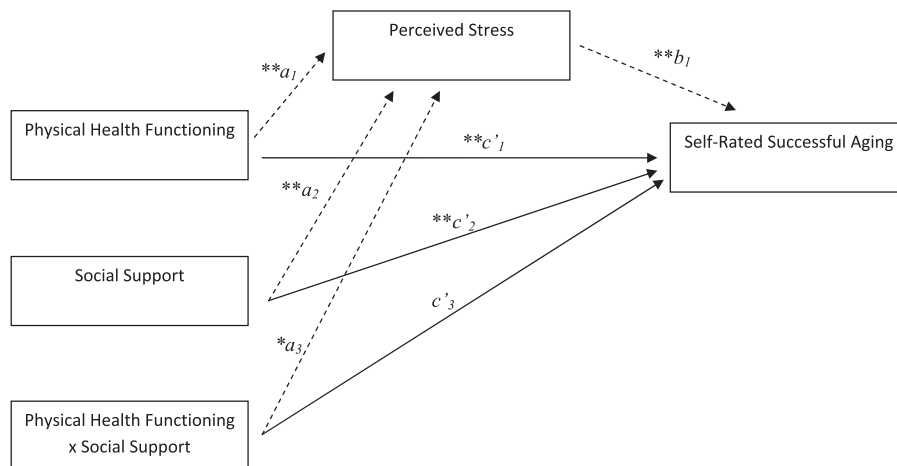 Perceived Stress
**a1
**b1
Physical Health Functioning
Self-Rated Successful Aging
**c’1
**a2
**c’2
Social Support
c’3
*a3
Physical Health Functioning
x Social Support